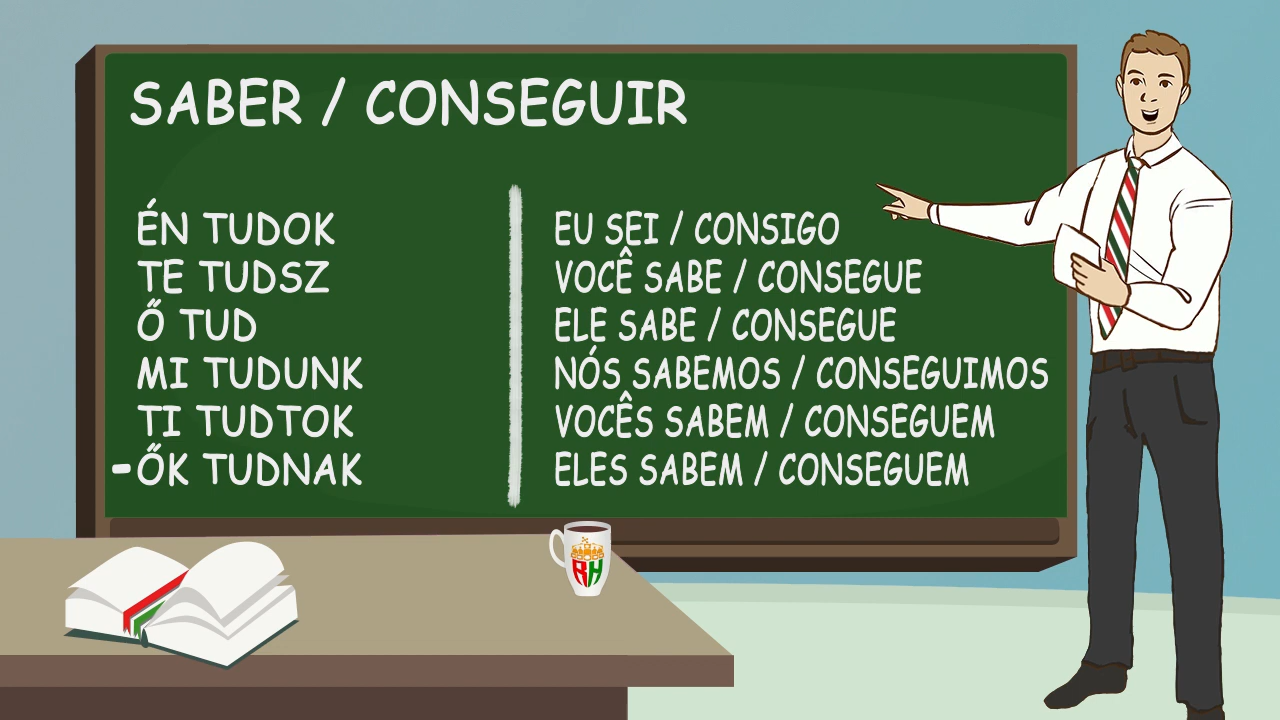 SABER / CONSEGUIR
ÉN TUDOK
TE TUDSZ
Ő TUD
MI TUDUNK
TI TUDTOK
-ŐK TUDNAK
EU SEI / CONSIGO
VOCÊ SABE / CONSEGUE
ELE SABE / CONSEGUE
NÓS SABEMOS / CONSEGUIMOS
VOCÊS SABEM / CONSEGUEM
ELES SABEM / CONSEGUEM
RH